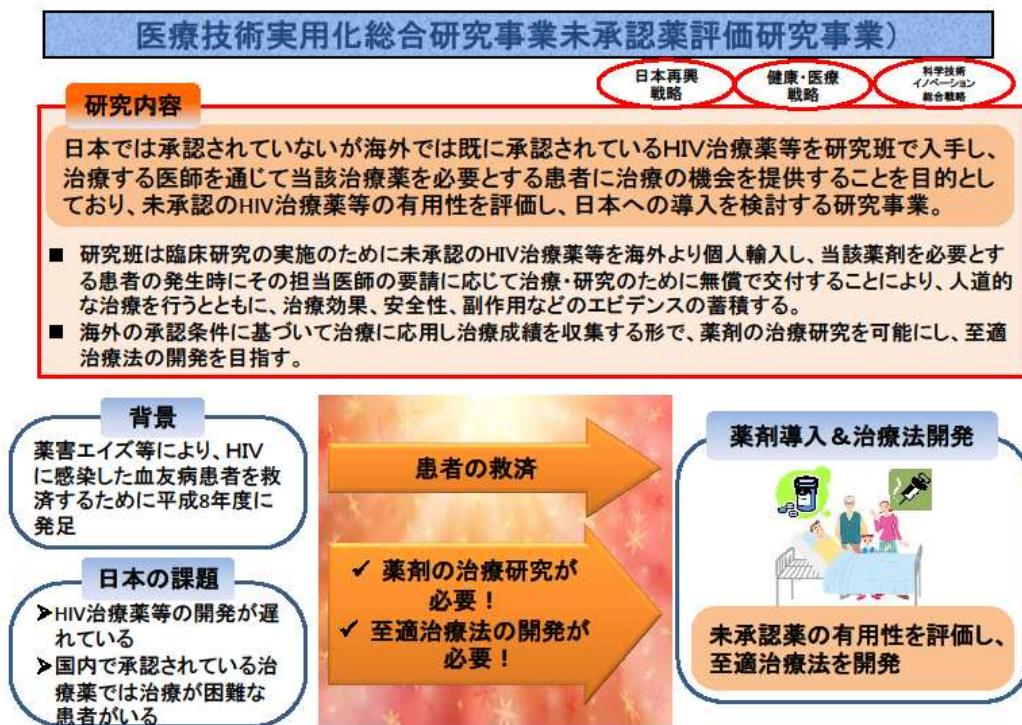 医療技術実用化総合研究事業未承認薬評価研究事業)
日本再興
戦略
健康・医療
戦略
科学技術
イノベーション
総合戦略
研究内容
日本では承認されていないが海外では既に承認されているHIV治療薬等を研究班で入手し、
治療する医師を通じて当該治療薬を必要とする患者に治療の機会を提供することを目的とし
ており、未承認のHIV治療薬等の有用性を評価し、日本への導入を検討する研究事業。
■ 研究班は臨床研究の実施のために未承認のHIV治療薬等を海外より個人輸入し、当該薬剤を必要とす
る患者の発生時にその担当医師の要請に応じて治療・研究のために無償で交付することにより、人道的
な治療を行うとともに、治療効果、安全性、副作用などのエビデンスの蓄積する。
■ 海外の承認条件に基づいて治療に応用し治療成績を収集する形で、薬剤の治療研究を可能にし、至適
治療法の開発を目指す。
背景
薬害エイズ等により、HIV
に感染した血友病患者を救
済するために平成8年度に
発足
日本の課題
➤HIV治療薬等の開発が遅
れている
➤国内で承認されている治
療薬では治療が困難な
患者がいる
患者の救済
✓ 薬剤の治療研究が
必要!
✓ 至適治療法の開発が
必要!
薬剤導入&治療法開発
未承認薬の有用性を評価し、
至適治療法を開発